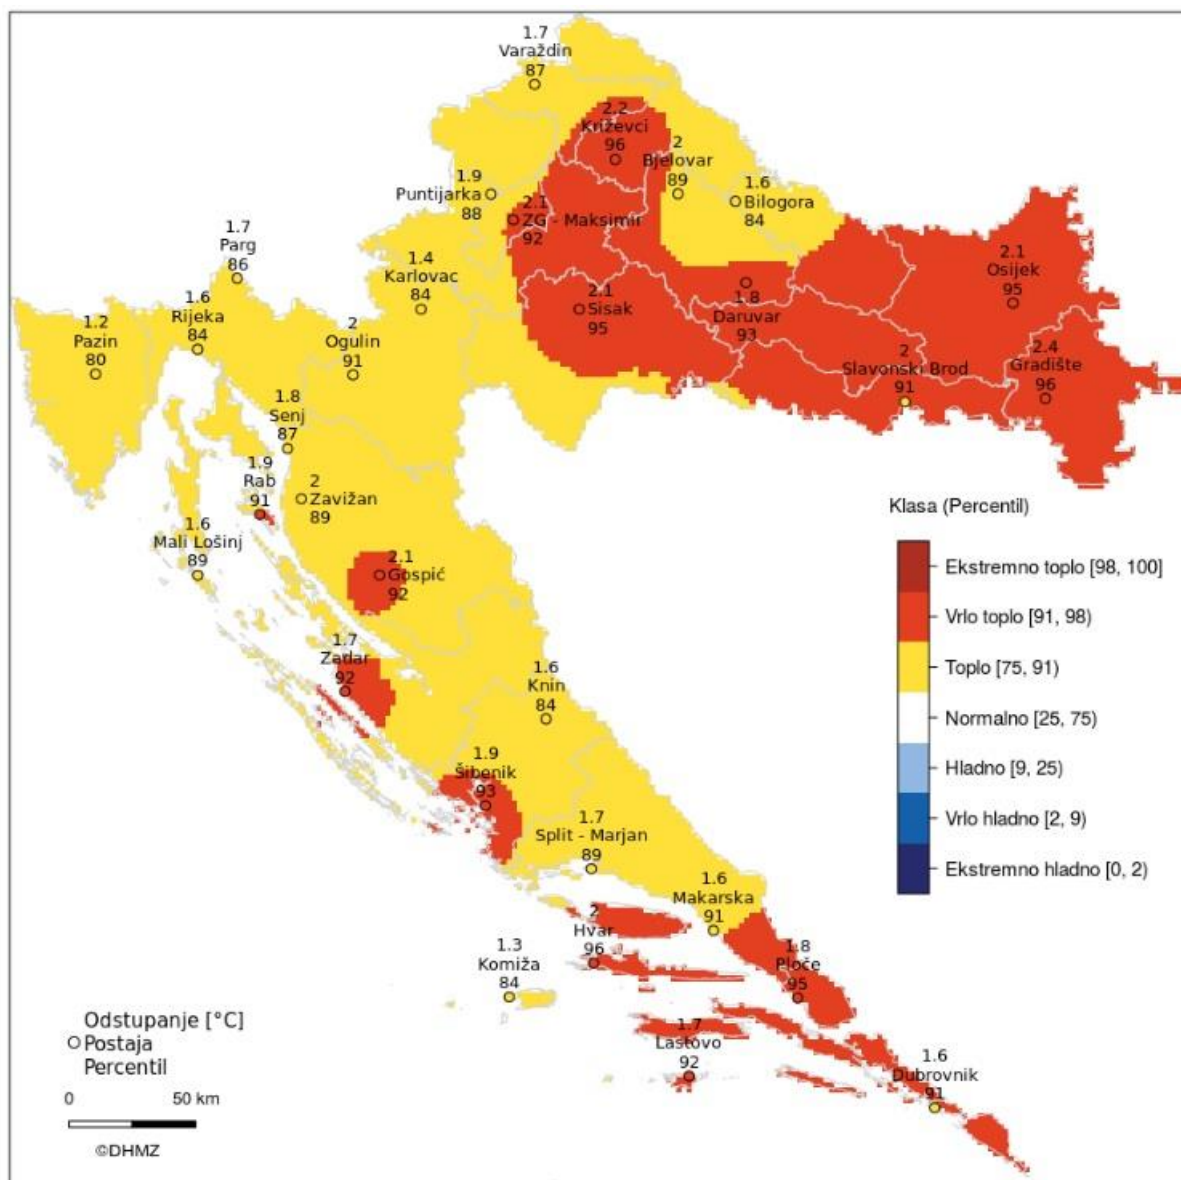 1.7
Varaždin
87
2.2
Križevci
96
2
Bjelovar
89
1.9
Puntijarka
88
2.1
ZG - Maksimir
92
1.6
Bilogora
84
1.7
Parg
86
1.4
Karlovac
84
2.1
Sisak
95
1.8
Daruvar
93
2.1
Osijek
95
1.2
Pazin
80
1.6
Rijeka
84
2
Ogulin
91
2
Slavonski Brod
91
2.4
Gradište
96
1.8
Senj
87
1.9
Rab
91
2
Zavižan
89
1.6
Mali Lošinj
89
2.1
Gospić
92
1.7
Zadar
92
1.6
Knin
84
1.9
Šibenik
93
1.7
Split - Marjan
89
1.6
Makarska
91
2
Hvar
96
1.3
Komiža
84
1.8
Ploče
95
1.7
Lastovo
92
1.6
Dubrovnik
91
Klasa (Percentil)
Ekstremno toplo [98, 100]
Vrlo toplo [91, 98)
Toplo [75, 91)
Normalno [25, 75)
Hladno [9, 25)
Vrlo hladno [2, 9)
Ekstremno hladno [0, 2)
Odstupanje [°C]
Postaja
Percentil
0 50 km
©DHMZ